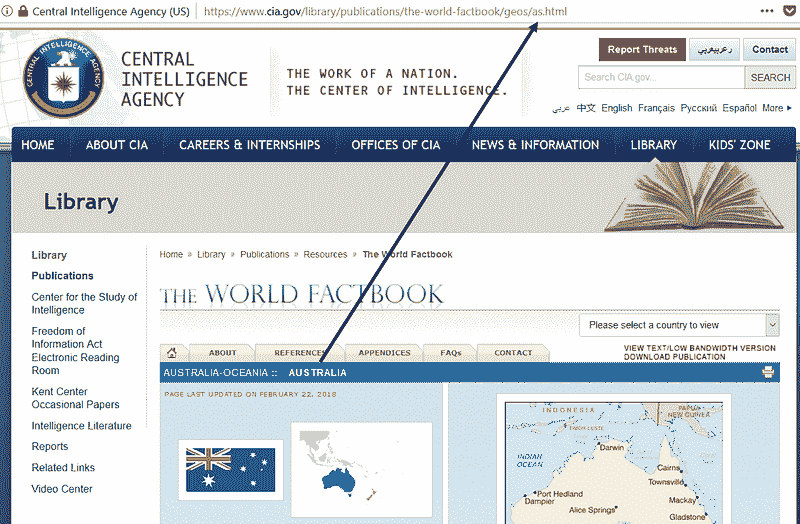 Central Intelligence Agency (US)
https://www.cia.gov/library/publications/the-world-factbook/geos/as.html
CENTRAL
INTELLIGENCE
AGENCY
THE WORK OF A NATION.
THE CENTER OF INTELLIGENCE.
Report Threats
Contact
Search CIA.gov...
SEARCH
عربي 中文 English Français Русский Español More
HOME ABOUT CIA CAREERS & INTERNSHIPS OFFICES OF CIA NEWS & INFORMATION LIBRARY KIDS' ZONE
Library
Library
Publications
Center for the Study of
Intelligence
Freedom of
Information Act
Electronic Reading
Room
Kent Center
Occasional Papers
Intelligence Literature
Reports
Related Links
Video Center
Home » Library » Publications » Resources » The World Factbook
THE WORLD FACTBOOK
Please select a country to view
ABOUT REFERENCES APPENDICES FAQs CONTACT
VIEW TEXT/LOW BANDWIDTH VERSION
DOWNLOAD PUBLICATION
AUSTRALIA-OCEANIA :: AUSTRALIA
PAGE LAST UPDATED ON FEBRUARY 22, 2018
INDONESIA
PAPUA
NEW GUINEA
INDIAN
OCEAN
Darwin
Cairns
Townsville
Port Hedland
Dampier
Alice Springs
Mackay
Gladstone